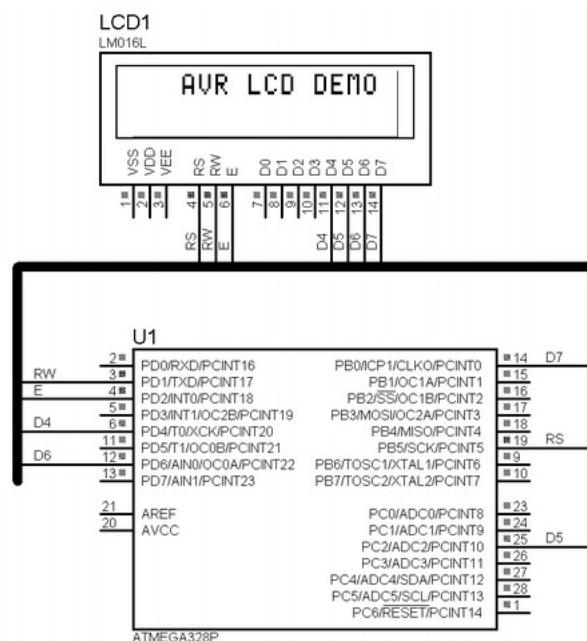 LCD1
LM016L
AVR LCD DEMO
VSS VDD VEE RS RW E D0 D1 D2 D3 D4 D5 D6 D7
1 2 3 4 5 6 7 8 9 10 11 12 13 14
RS RW E D4 D5 D6 D7
U1
2 PD0/RXD/PCINT16 PB0/ICP1/CLKO/PCINT0 14 D7
RW 3 PD1/TXD/PCINT17 PB1/OC1A/PCINT1 15
E 4 PD2/INT0/PCINT18 PB2/SS/OC1B/PCINT2 16
5 PD3/INT1/OC2B/PCINT19 PB3/MOSI/OC2A/PCINT3 17
D4 6 PD4/T0/XCK/PCINT20 PB4/MISO/PCINT4 18
11 PD5/T1/OC0B/PCINT21 PB5/SCK/PCINT5 19 RS
D6 12 PD6/AIN0/OC0A/PCINT22 PB6/TOSC1/XTAL1/PCINT6 9
13 PD7/AIN1/PCINT23 PB7/TOSC2/XTAL2/PCINT7 10
21 AREF PC0/ADC0/PCINT8 23
20 AVCC PC1/ADC1/PCINT9 24
PC2/ADC2/PCINT10 25 D5
PC3/ADC3/PCINT11 26
PC4/ADC4/SDA/PCINT12 27
PC5/ADC5/SCL/PCINT13 28
PC6/RESET/PCINT14 1
ATMEGA328P